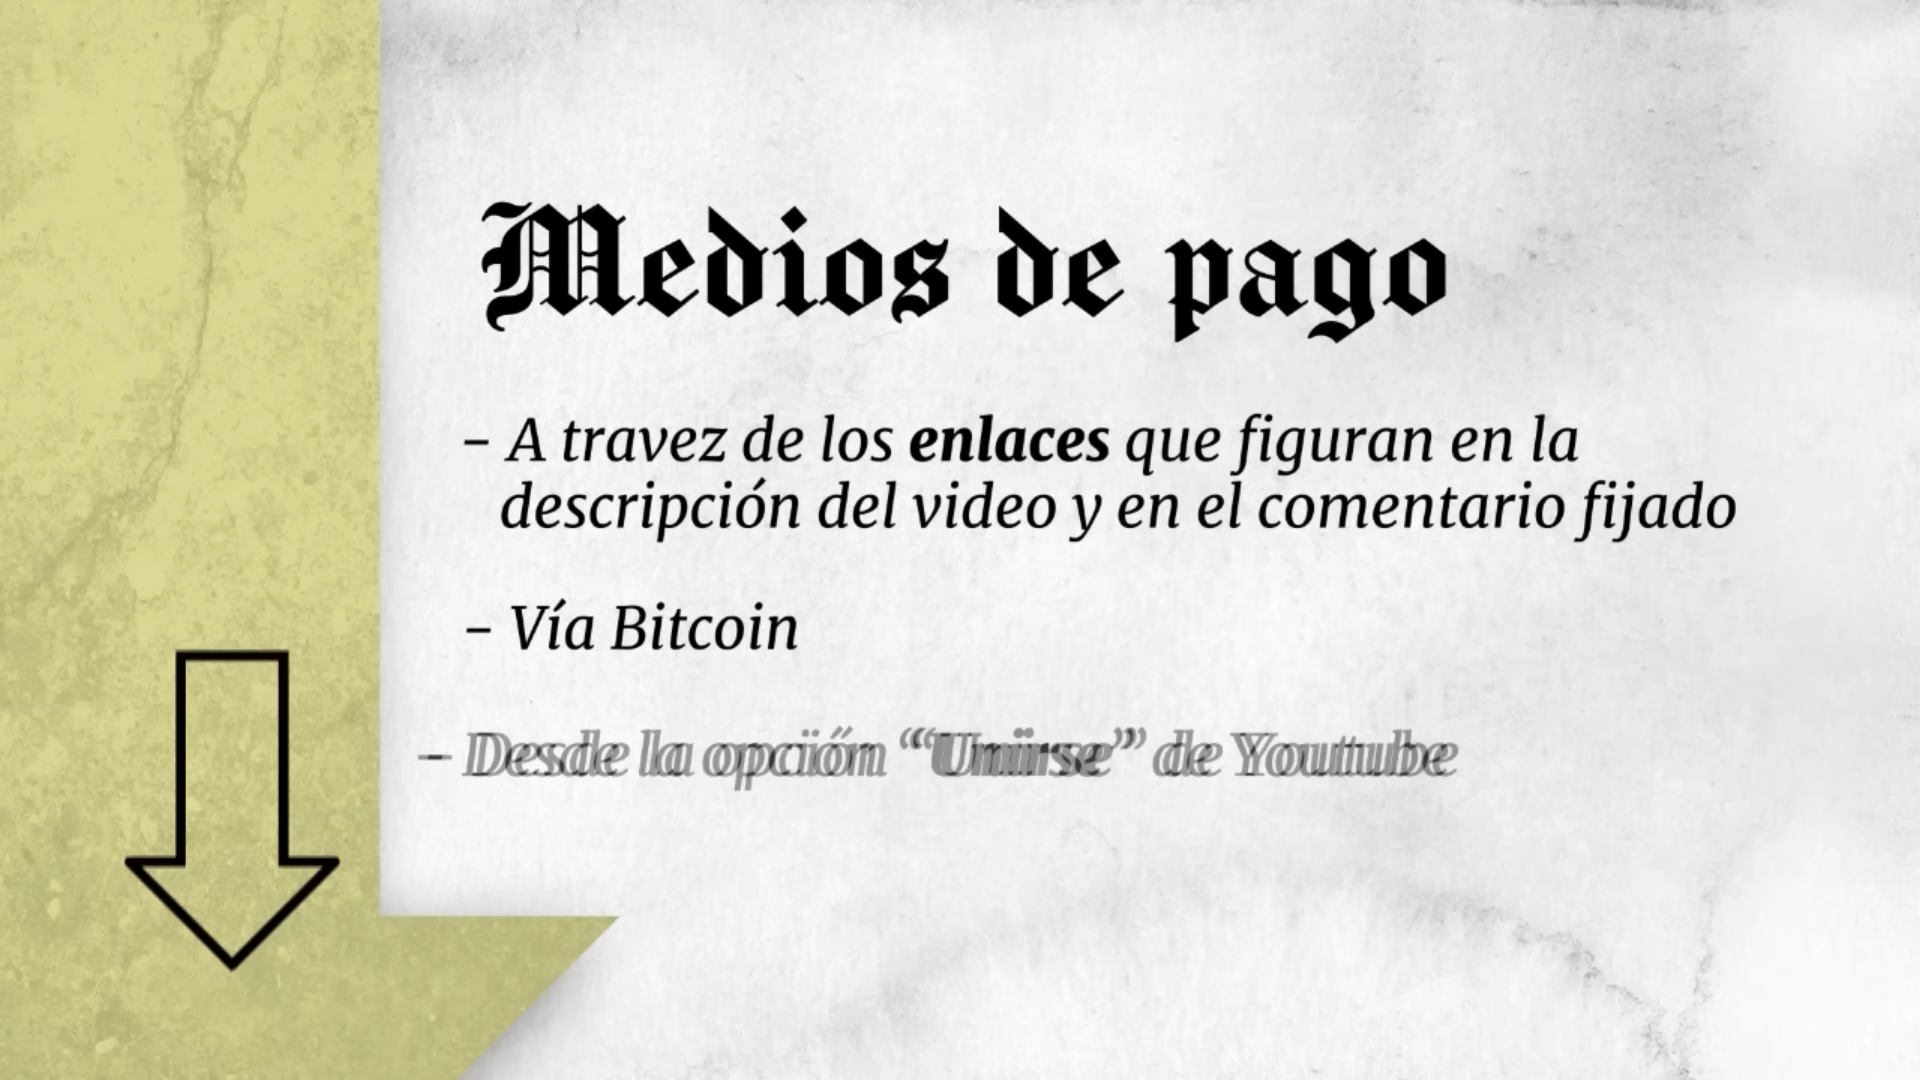 Medios de pago
- A travez de los enlaces que figuran en la
descripción del video y en el comentario fijado
- Vía Bitcoin
- Desde la opción “Unirse” de Youtube